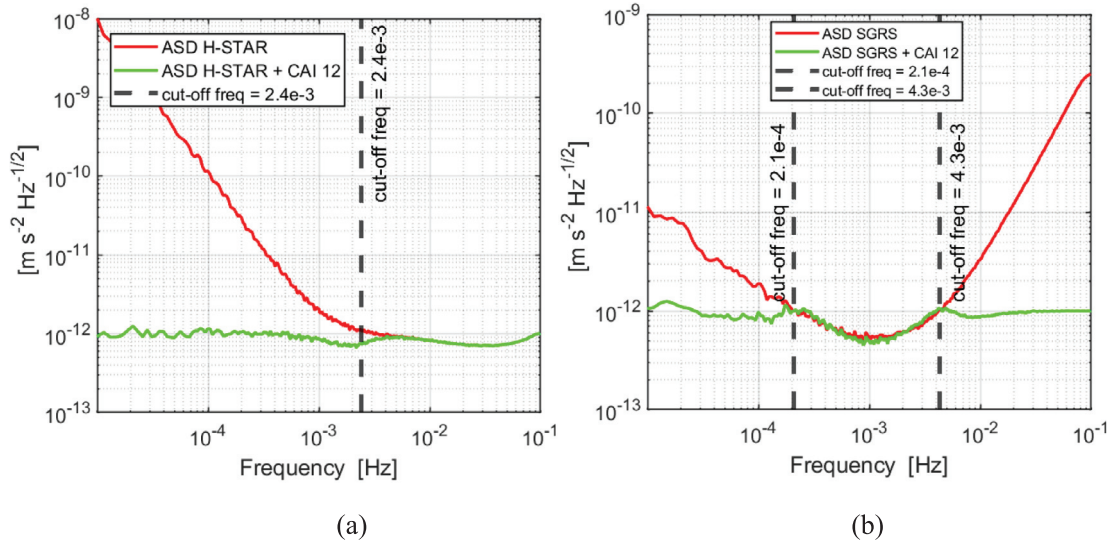 10^-8
10^-9
10^-10
10^-11
10^-12
10^-13
[m s^-2 Hz^-1/2]
ASD H-STAR
ASD H-STAR + CAI 12
cut-off freq = 2.4e-3
cut-off freq = 2.4e-3
10^-4
10^-3
10^-2
10^-1
Frequency [Hz]
(a)
10^-9
10^-10
10^-11
10^-12
10^-13
[m s^-2 Hz^-1/2]
ASD SGRS
ASD SGRS + CAI 12
cut-off freq = 2.1e-4
cut-off freq = 4.3e-3
cut-off freq = 2.1e-4
cut-off freq = 4.3e-3
10^-4
10^-3
10^-2
10^-1
Frequency [Hz]
(b)